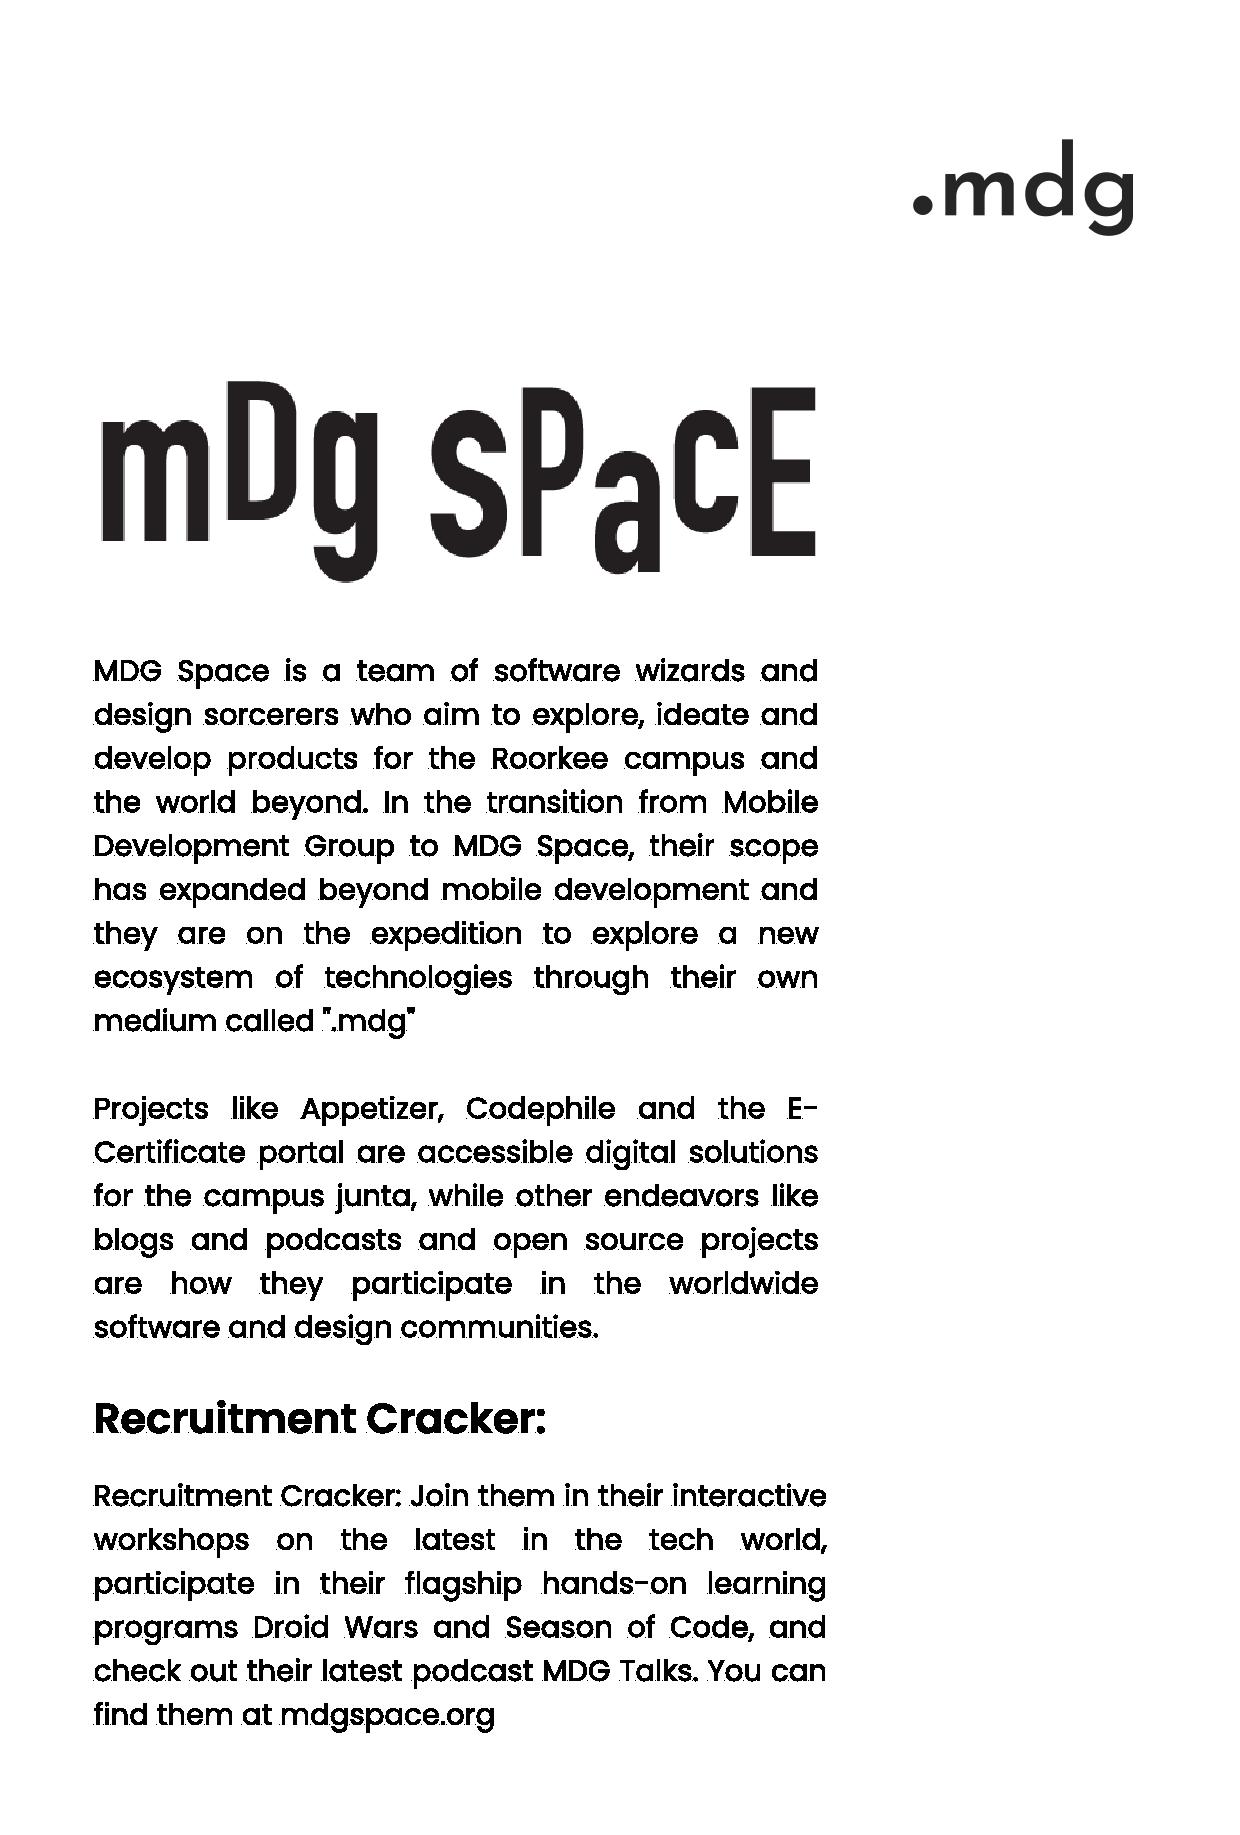 .mdg
mDg SPacE
MDG Space is a team of software wizards and
design sorcerers who aim to explore, ideate and
develop products for the Roorkee campus and
the world beyond. In the transition from Mobile
Development Group to MDG Space, their scope
has expanded beyond mobile development and
they are on the expedition to explore a new
ecosystem of technologies through their own
medium called ".mdg"
Projects like Appetizer, Codephile and the E-
Certificate portal are accessible digital solutions
for the campus junta, while other endeavors like
blogs and podcasts and open source projects
are how they participate in the worldwide
software and design communities.
Recruitment Cracker:
Recruitment Cracker: Join them in their interactive
workshops on the latest in the tech world,
participate in their flagship hands-on learning
programs Droid Wars and Season of Code, and
check out their latest podcast MDG Talks. You can
find them at mdgspace.org